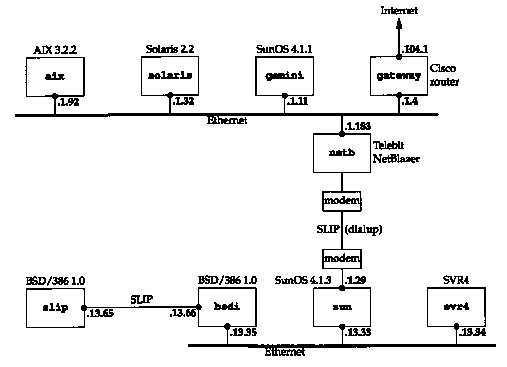 Internet
AIX 3.2.2
Solaris 2.2
SunOS 4.1.1
.104.1
aix
solaris
gemini
gateway
Cisco
router
.1.92
.1.32
.1.11
.1.4
Ethernet
.1.183
netb
Telebit
NetBlazer
modem
SLIP (dialup)
modem
BSD/386 1.0
BSD/386 1.0
SunOS 4.1.3
.1.29
SVR4
slip
SLIP
bsdi
sun
svr4
.13.65
.13.66
.13.35
.13.33
.13.34
Ethernet